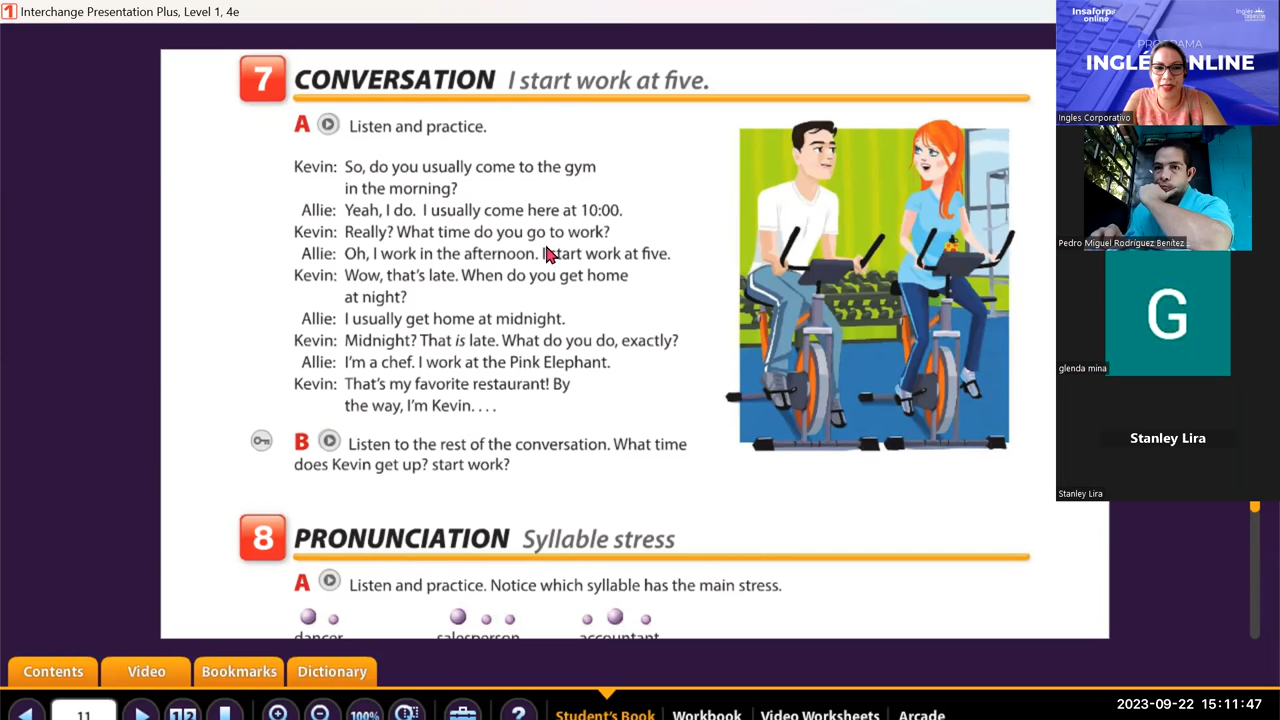 Interchange Presentation Plus, Level 1, 4e
7 CONVERSATION I start work at five.
A Listen and practice.
Kevin: So, do you usually come to the gym
in the morning?
Allie: Yeah, I do. I usually come here at 10:00.
Kevin: Really? What time do you go to work?
Allie: Oh, I work in the afternoon. I start work at five.
Kevin: Wow, that's late. When do you get home
at night?
Allie: I usually get home at midnight.
Kevin: Midnight? That is late. What do you do, exactly?
Allie: I'm a chef. I work at the Pink Elephant.
Kevin: That's my favorite restaurant! By
the way, I'm Kevin. . . .
B Listen to the rest of the conversation. What time
does Kevin get up? start work?
8 PRONUNCIATION Syllable stress
A Listen and practice. Notice which syllable has the main stress.
dancer salesperson accountant
Contents Video Bookmarks Dictionary
11 1 2 100% ?
Student's Book Workbook Video Worksheets Arcade
Insaforp
online
PROGRAMA
INGLÉS ONLINE
Ingles Corporativo
Pedro Miguel Rodríguez Benítez
G
glenda mina
Stanley Lira
Stanley Lira
2023-09-22 15:11:47